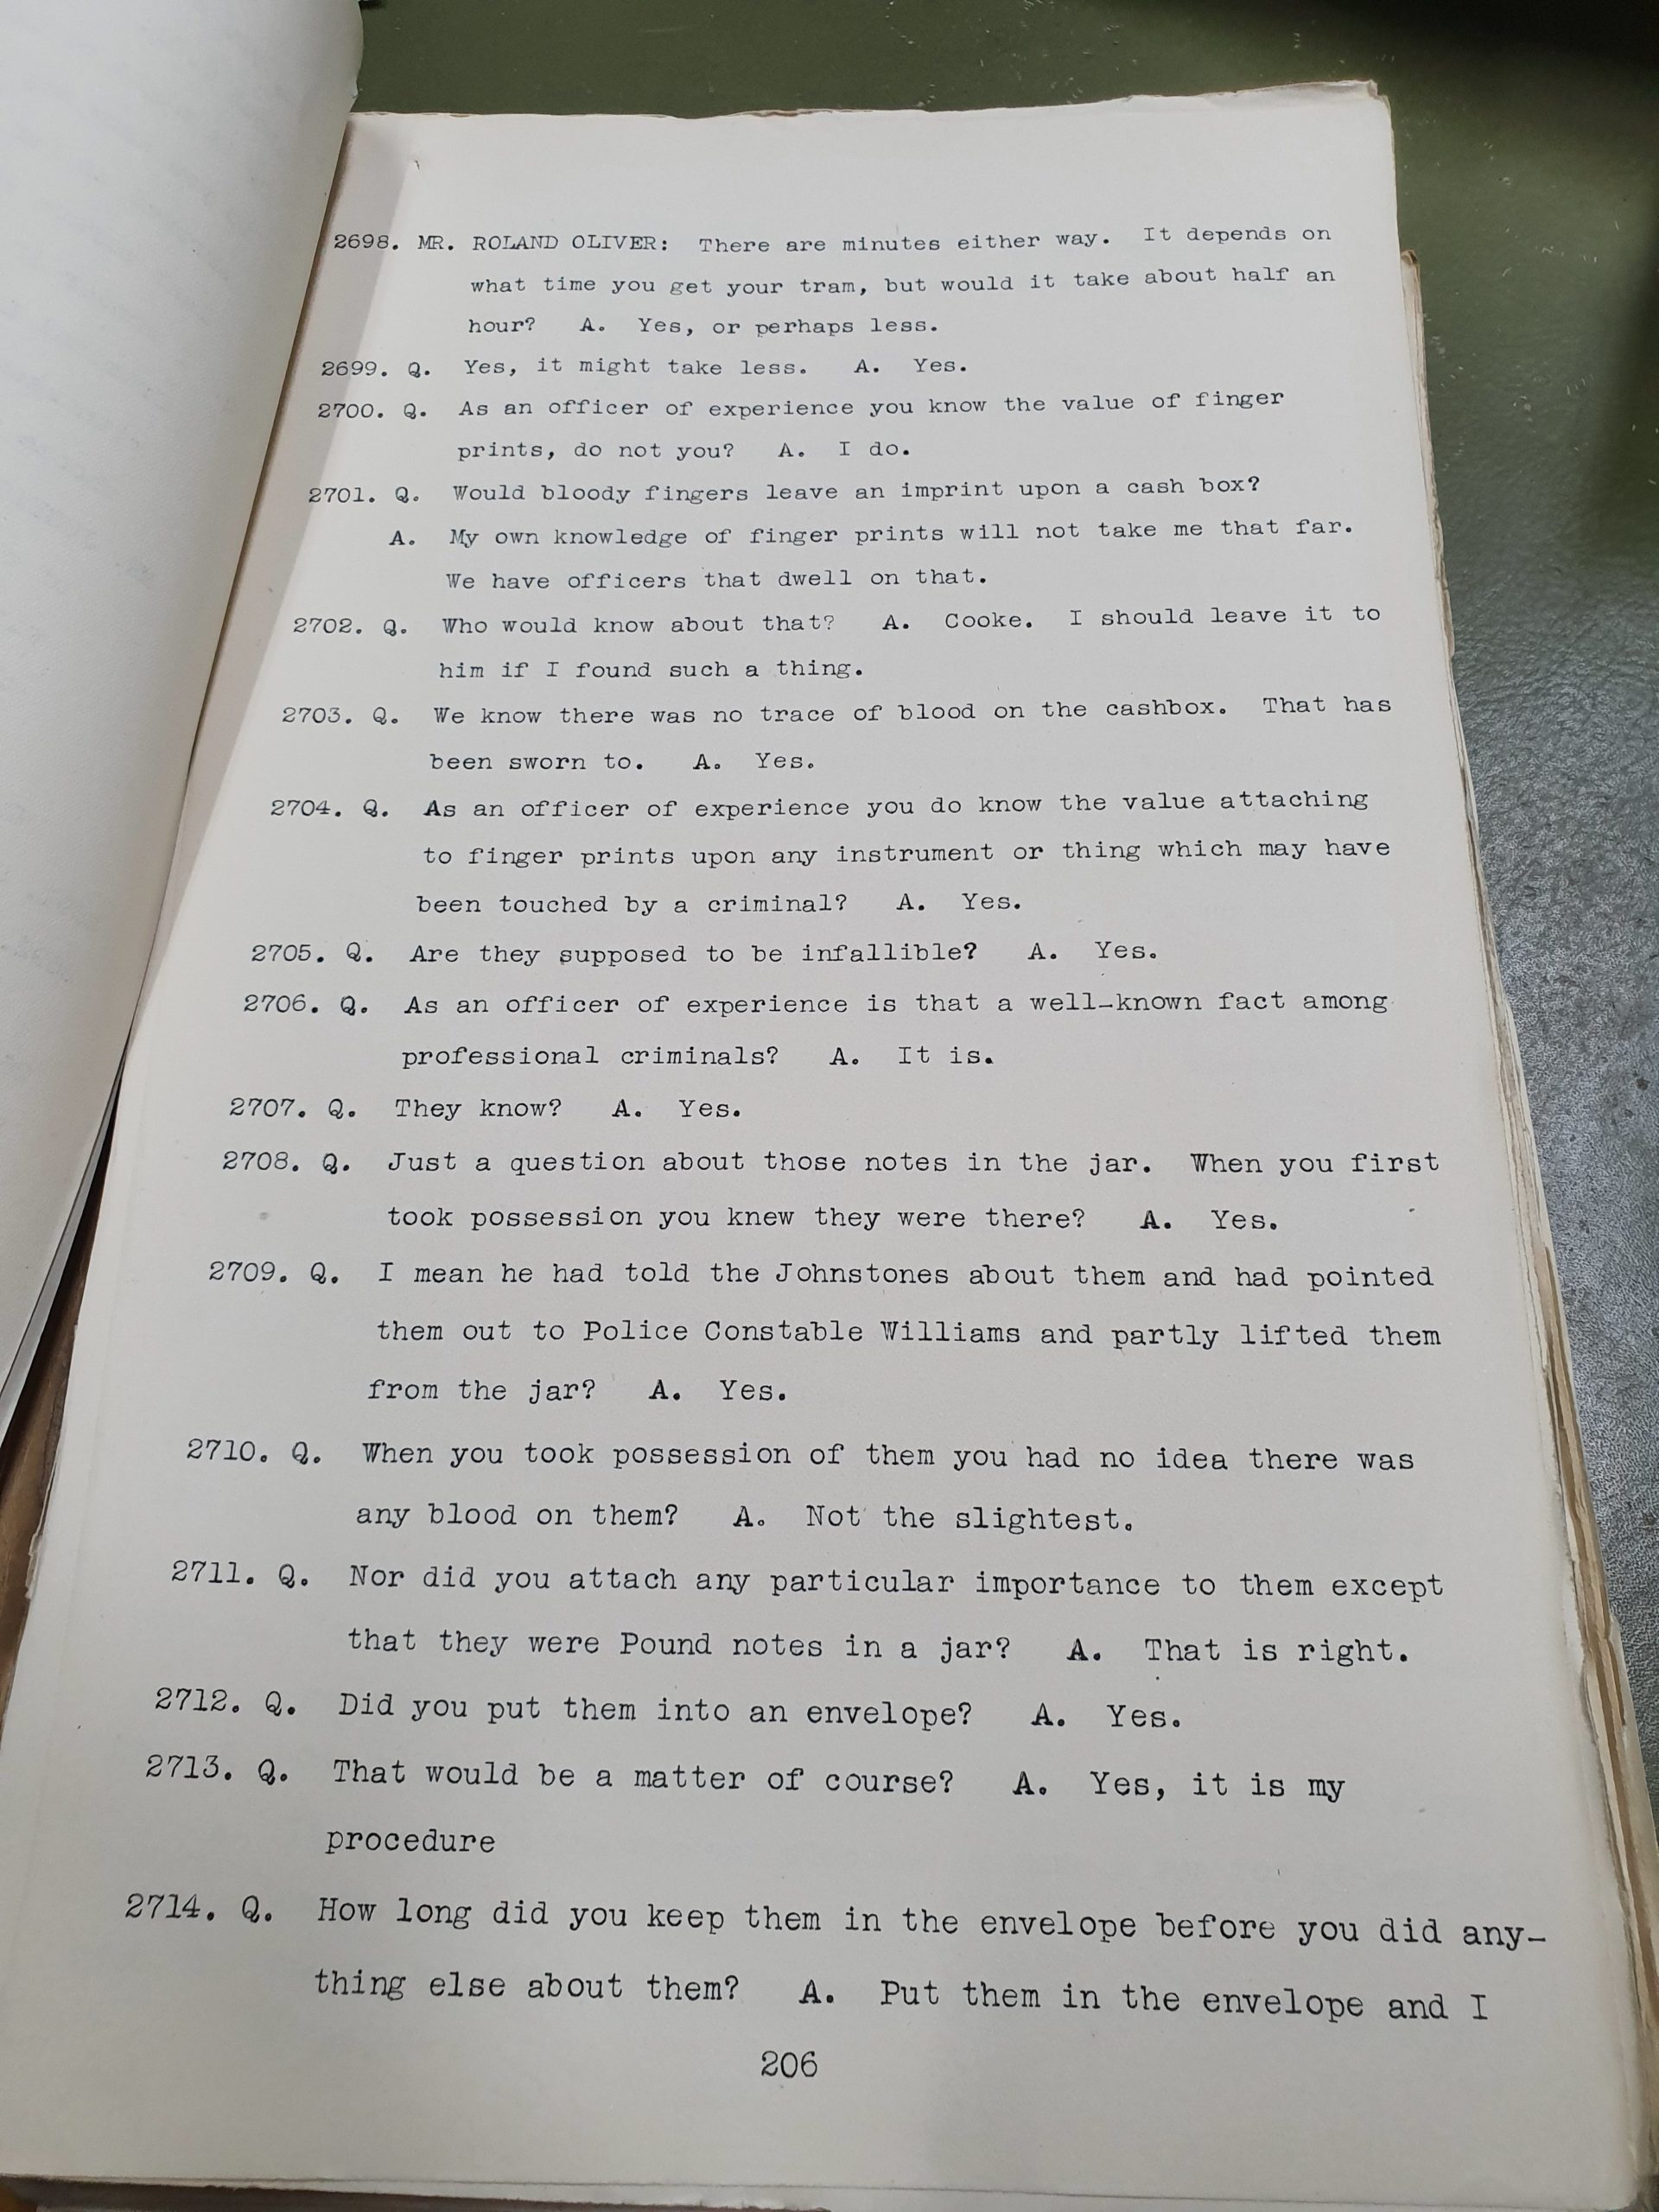 2698. MR. ROLAND OLIVER: There are minutes either way. It depends on
what time you get your tram, but would it take about half an
hour? A. Yes, or perhaps less.
2699. Q. Yes, it might take less. A. Yes.
2700. Q. As an officer of experience you know the value of finger
prints, do not you? A. I do.
2701. Q. Would bloody fingers leave an imprint upon a cash box?
A. My own knowledge of finger prints will not take me that far.
We have officers that dwell on that.
2702. Q. Who would know about that? A. Cooke. I should leave it to
him if I found such a thing.
2703. Q. We know there was no trace of blood on the cashbox. That has
been sworn to. A. Yes.
2704. Q. As an officer of experience you do know the value attaching
to finger prints upon any instrument or thing which may have
been touched by a criminal? A. Yes.
2705. Q. Are they supposed to be infallible? A. Yes.
2706. Q. As an officer of experience is that a well-known fact among
professional criminals? A. It is.
2707. Q. They know? A. Yes.
2708. Q. Just a question about those notes in the jar. When you first
took possession you knew they were there? A. Yes.
2709. Q. I mean he had told the Johnstones about them and had pointed
them out to Police Constable Williams and partly lifted them
from the jar? A. Yes.
2710. Q. When you took possession of them you had no idea there was
any blood on them? A. Not the slightest.
2711. Q. Nor did you attach any particular importance to them except
that they were Pound notes in a jar? A. That is right.
2712. Q. Did you put them into an envelope? A. Yes.
2713. Q. That would be a matter of course? A. Yes, it is my
procedure
2714. Q. How long did you keep them in the envelope before you did any-
thing else about them? A. Put them in the envelope and I
206